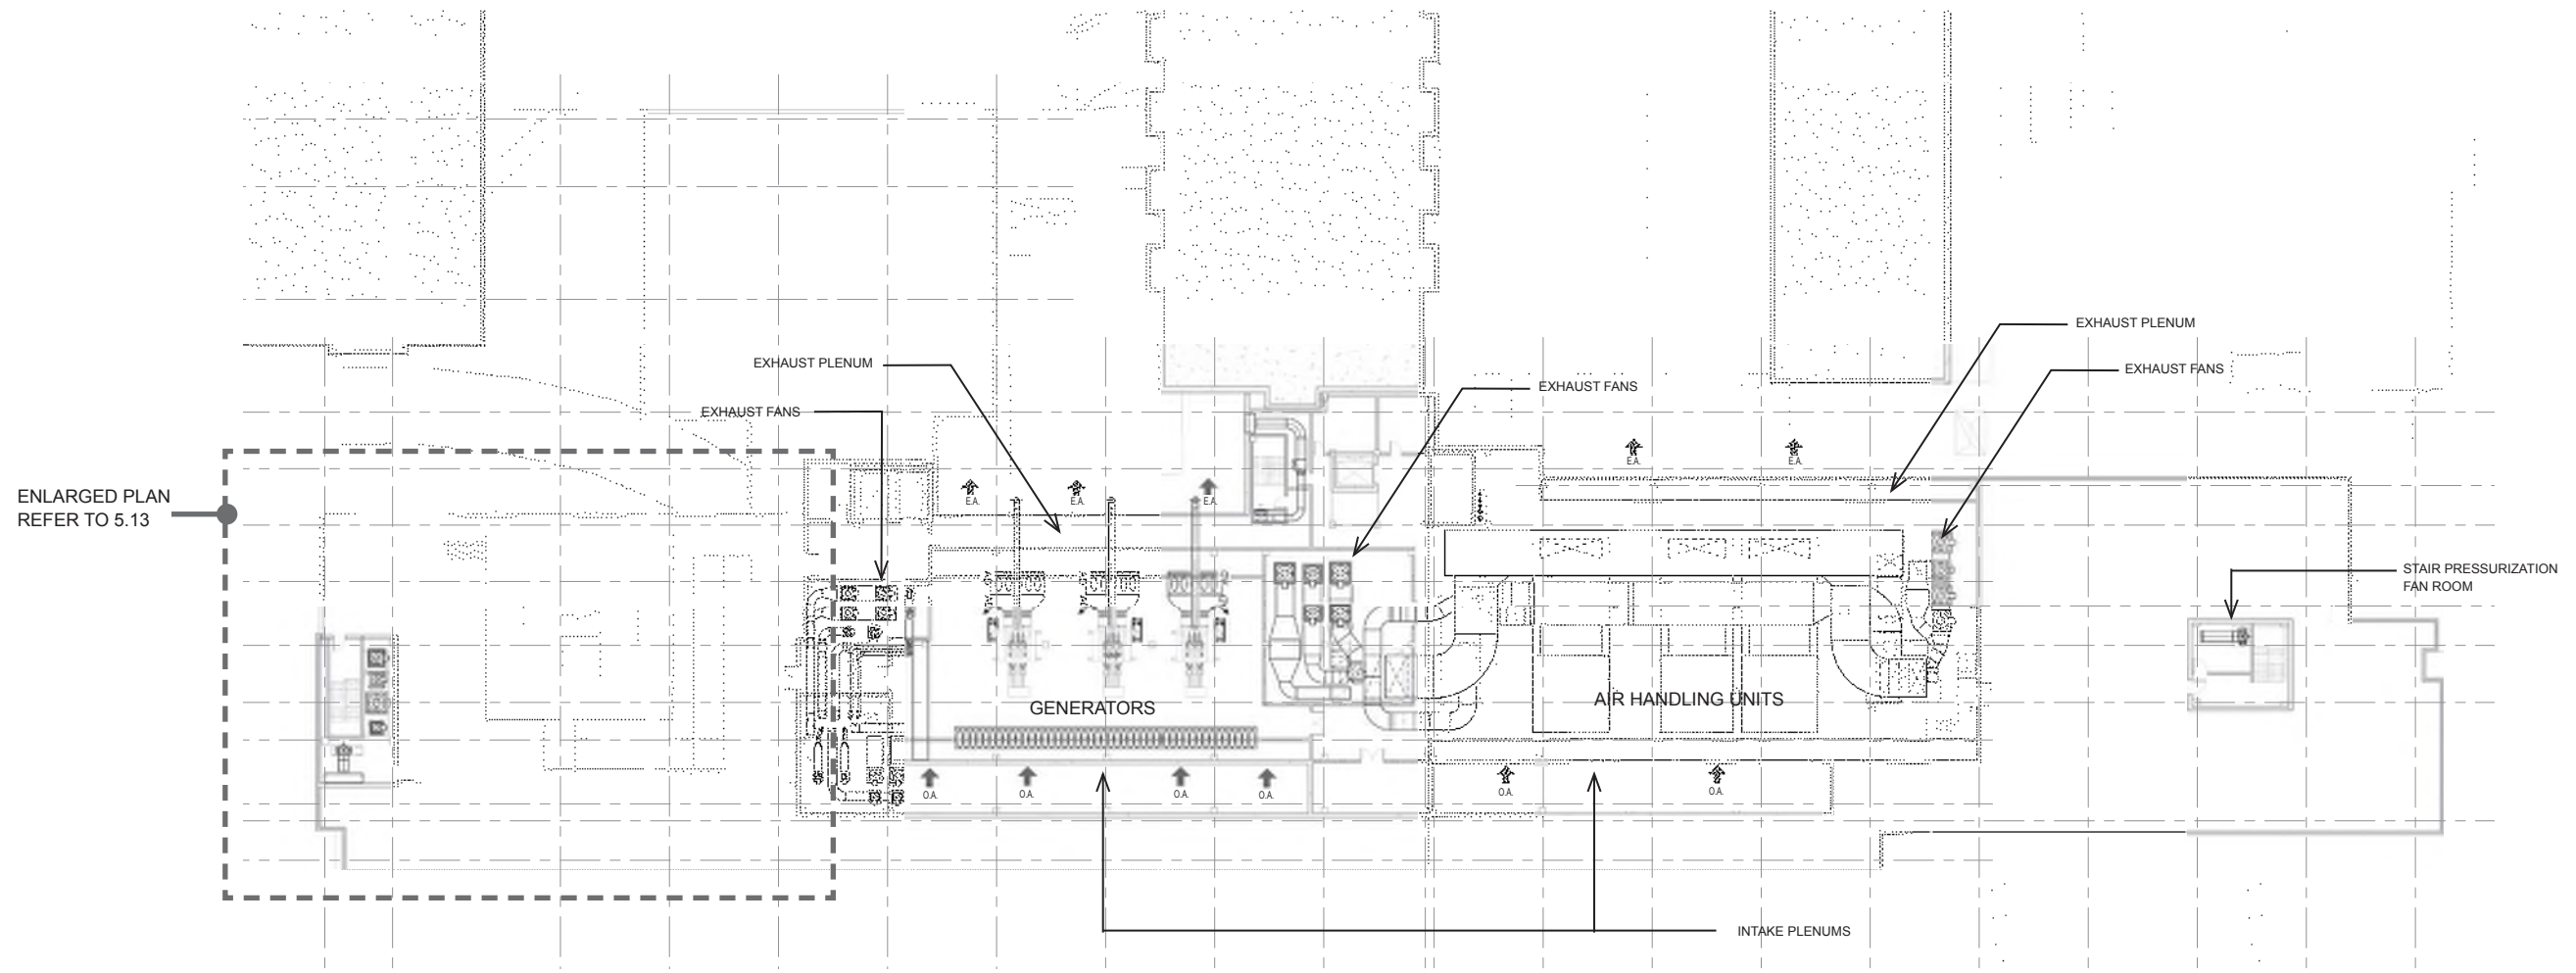 EXHAUST PLENUM
EXHAUST PLENUM
EXHAUST FANS
EXHAUST FANS
EXHAUST FANS
E.A.
E.A.
E.A.
E.A.
E.A.
ENLARGED PLAN
REFER TO 5.13
STAIR PRESSURIZATION
FAN ROOM
GENERATORS
AIR HANDLING UNITS
O.A.
O.A.
O.A.
O.A.
O.A.
O.A.
INTAKE PLENUMS